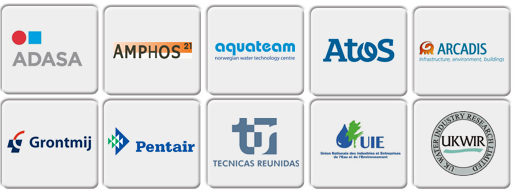 ADASA
AMPHOS 21
aquateam
norwegian water technology centre
AtoS
ARCADIS
Infrastructure, environment, buildings
Grontmij
Pentair
tr
TECNICAS REUNIDAS
UIE
Union Nationale des Industries et Entreprises
de l'Eau et de l'Environnement
UK WATER INDUSTRY RESEARCH LIMITED
UKWIR